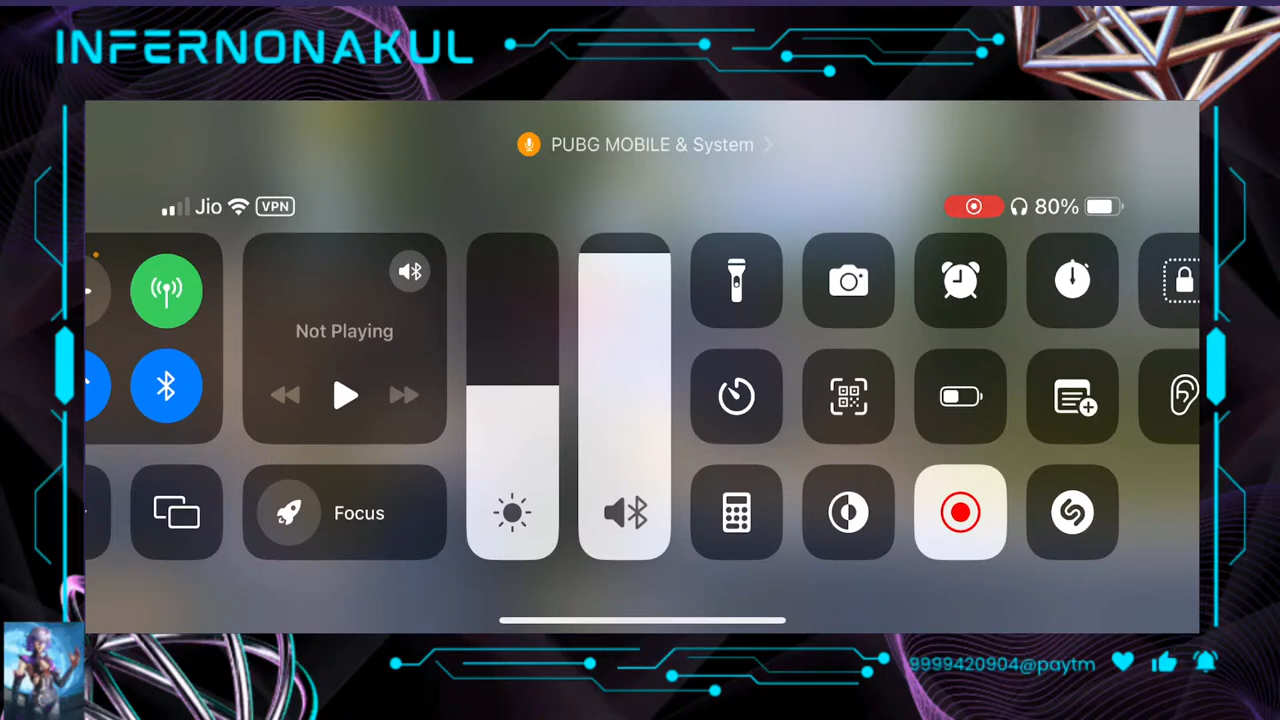 INFERNONAKUL
PUBG MOBILE & System
Jio VPN 80%
Not Playing
Focus
9999420904@paytm